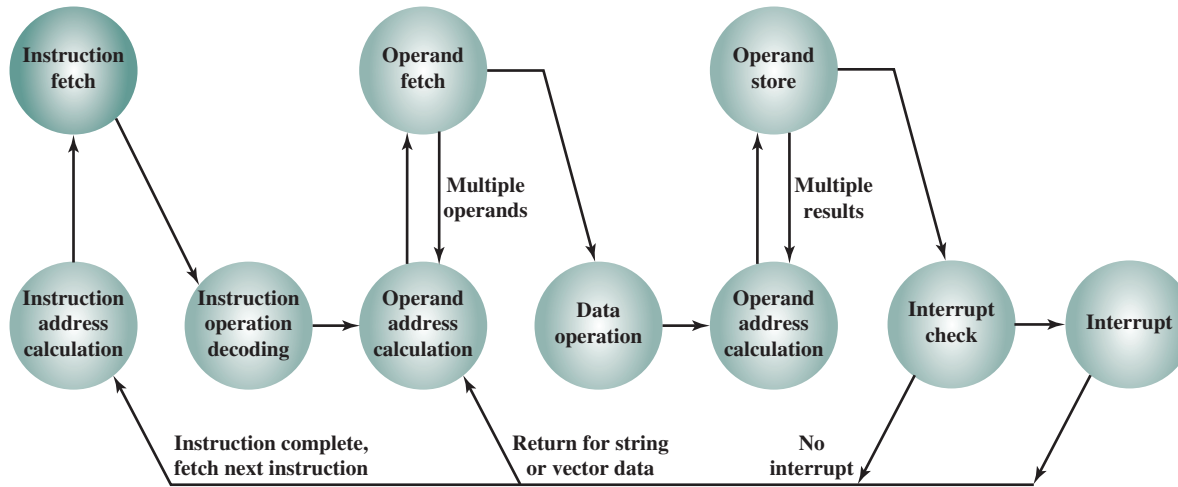 Instruction
fetch
Operand
fetch
Operand
store
Multiple
operands
Multiple
results
Instruction
address
calculation
Instruction
operation
decoding
Operand
address
calculation
Data
operation
Operand
address
calculation
Interrupt
check
Interrupt
Instruction complete,
fetch next instruction
Return for string
or vector data
No
interrupt